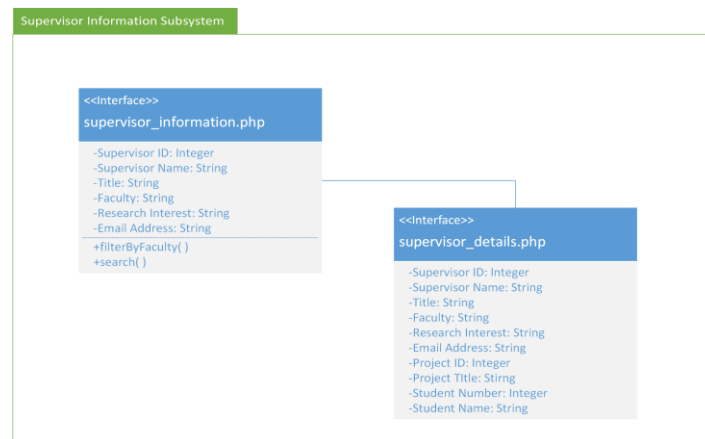 Supervisor Information Subsystem
<<Interface>>
supervisor_information.php
-Supervisor ID: Integer
-Supervisor Name: String
-Title: String
-Faculty: String
-Research Interest: String
-Email Address: String
+filterByFaculty( )
+search( )
<<Interface>>
supervisor_details.php
-Supervisor ID: Integer
-Supervisor Name: String
-Title: String
-Faculty: String
-Research Interest: String
-Email Address: String
-Project ID: Integer
-Project TItle: Stirng
-Student Number: Integer
-Student Name: String